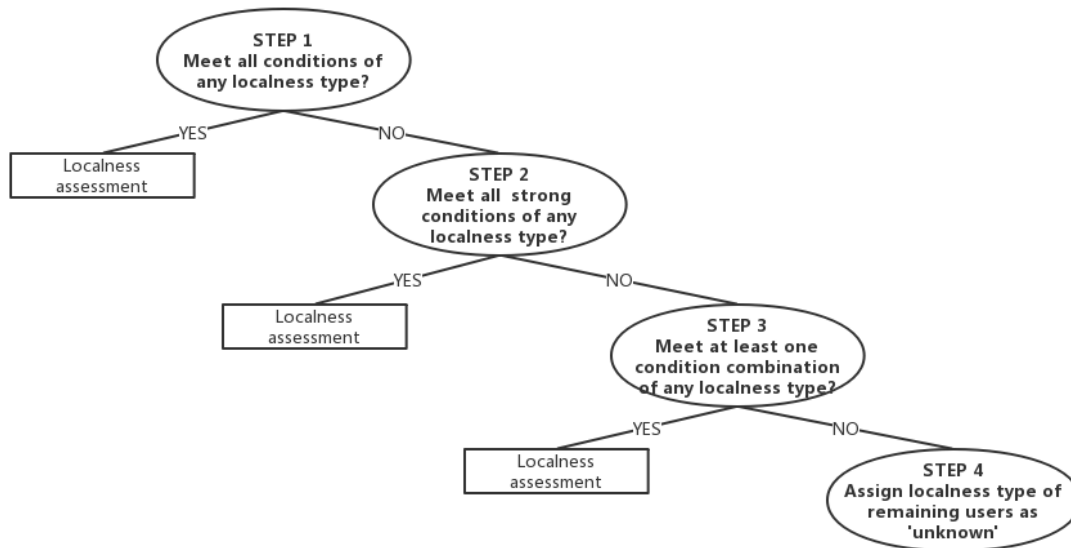 STEP 1
Meet all conditions of
any localness type?
YES
NO
Localness
assessment
STEP 2
Meet all strong
conditions of any
localness type?
YES
NO
Localness
assessment
STEP 3
Meet at least one
condition combination
of any localness type?
YES
NO
Localness
assessment
STEP 4
Assign localness type of
remaining users as
'unknown'